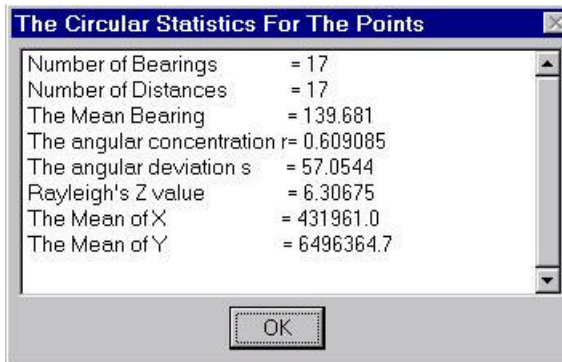 The Circular Statistics For The Points
Number of Bearings = 17
Number of Distances = 17
The Mean Bearing = 139.681
The angular concentration r= 0.609085
The angular deviation s = 57.0544
Rayleigh's Z value = 6.30675
The Mean of X = 431961.0
The Mean of Y = 6496364.7
OK